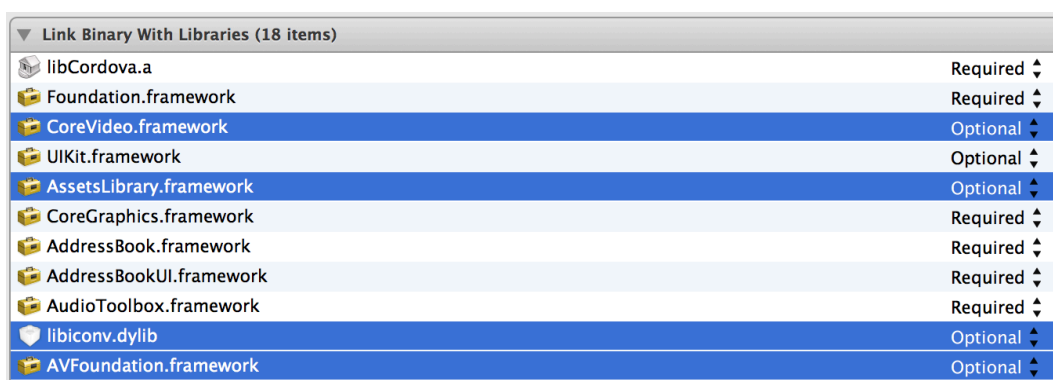 Link Binary With Libraries (18 items)
libCordova.a Required
Foundation.framework Required
CoreVideo.framework Optional
UIKit.framework Optional
AssetsLibrary.framework Optional
CoreGraphics.framework Required
AddressBook.framework Required
AddressBookUI.framework Required
AudioToolbox.framework Required
libiconv.dylib Optional
AVFoundation.framework Optional